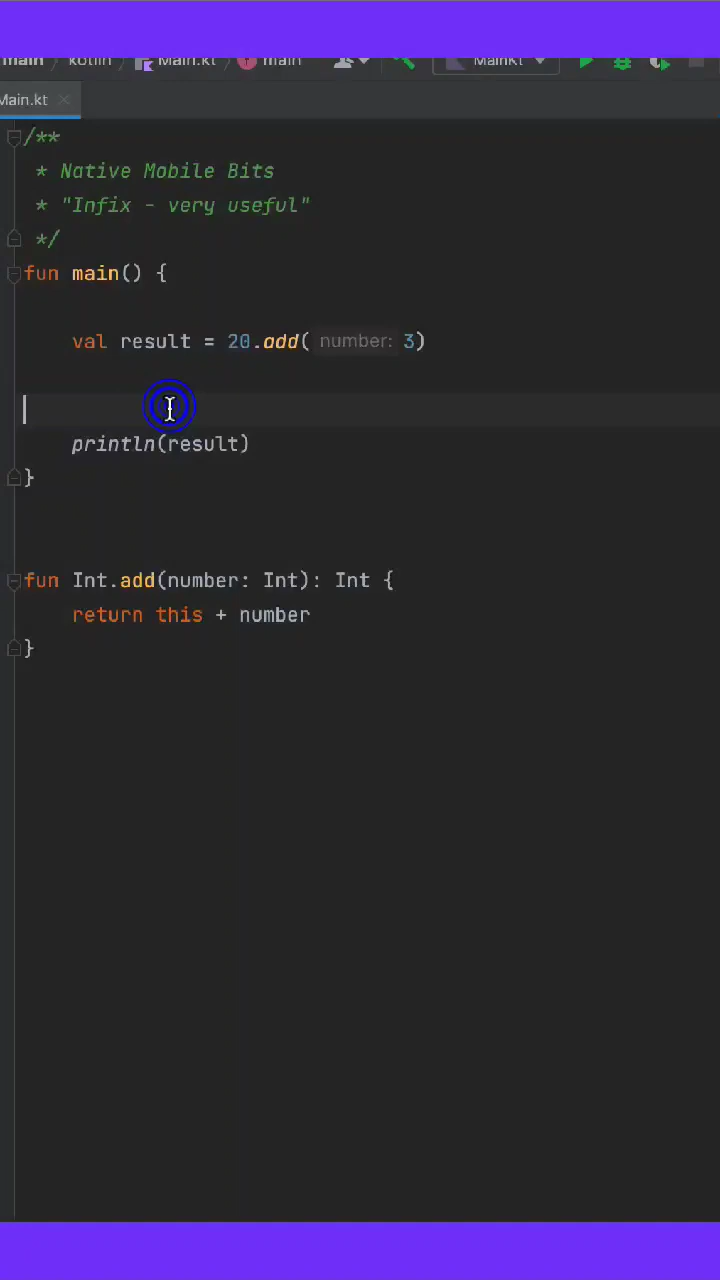 main kotlin Main.kt main MainKt
Main.kt
/**
* Native Mobile Bits
* "Infix - very useful"
*/
fun main() {
val result = 20.add( number: 3)
println(result)
}
fun Int.add(number: Int): Int {
return this + number
}